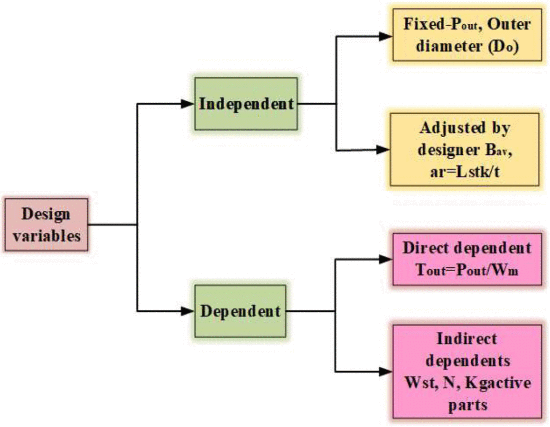 Fixed-Pout, Outer
diameter (Do)
Independent
Adjusted by
designer Bav,
ar=Lstk/t
Design
variables
Direct dependent
Tout=Pout/Wm
Dependent
Indirect
dependents
Wst, N, Kgactive
parts